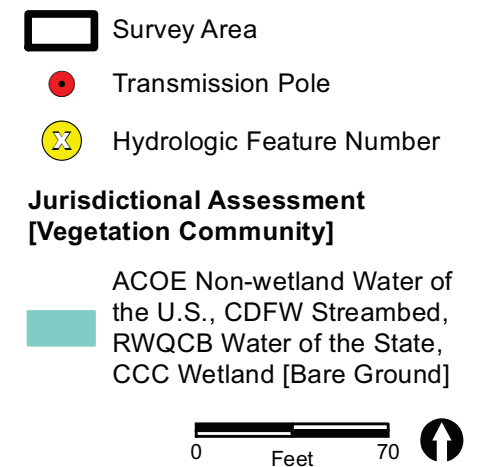 Survey Area
Transmission Pole
X Hydrologic Feature Number
Jurisdictional Assessment
[Vegetation Community]
ACOE Non-wetland Water of
the U.S., CDFW Streambed,
RWQCB Water of the State,
CCC Wetland [Bare Ground]
0 Feet 70